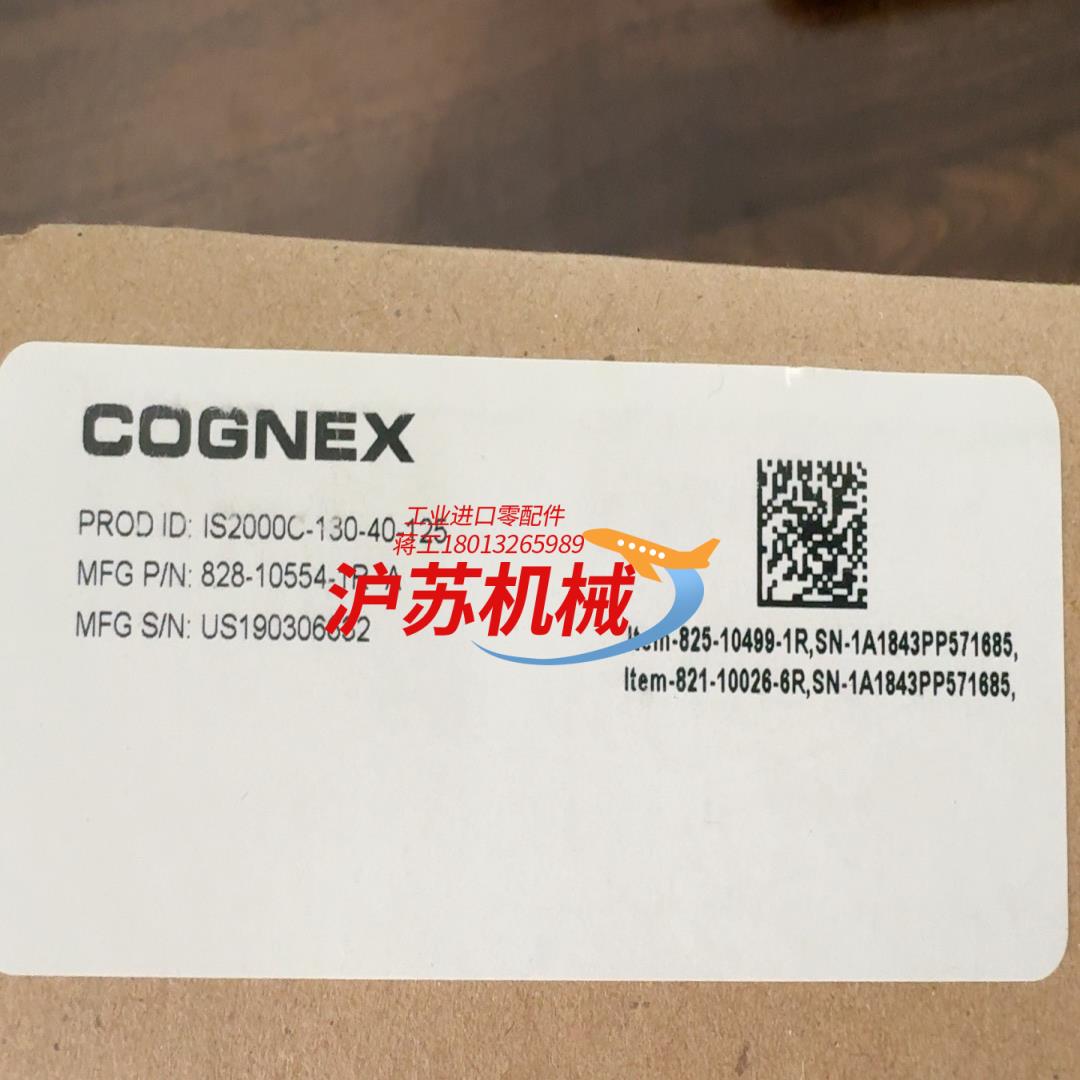 COGNEX
PROD ID: IS2000C-130-40-125
MFG P/N: 828-10554-1R
MFG S/N: US190306
工业进口零配件
蒋工18013265989
沪苏机械
Item-825-10499-1R,SN-1A1843PP571685,
Item-821-10026-6R,SN-1A1843PP571685,